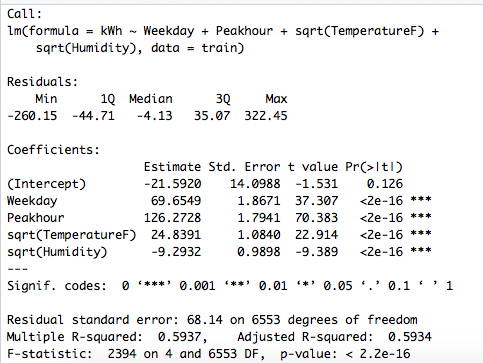 Call:
lm(formula = kWh ~ Weekday + Peakhour + sqrt(TemperatureF) +
    sqrt(Humidity), data = train)
Residuals:
    Min      1Q  Median      3Q     Max
-260.15  -44.71   -4.13   35.07  322.45
Coefficients:
                   Estimate Std. Error t value Pr(>|t|)
(Intercept)        -21.5920    14.0988  -1.531    0.126
Weekday             69.6549     1.8671  37.307   <2e-16 ***
Peakhour           126.2728     1.7941  70.383   <2e-16 ***
sqrt(TemperatureF)  24.8391     1.0840  22.914   <2e-16 ***
sqrt(Humidity)      -9.2932     0.9898  -9.389   <2e-16 ***
---
Signif. codes:  0 ‘***’ 0.001 ‘**’ 0.01 ‘*’ 0.05 ‘.’ 0.1 ‘ ’ 1
Residual standard error: 68.14 on 6553 degrees of freedom
Multiple R-squared:  0.5937,    Adjusted R-squared:  0.5934
F-statistic:  2394 on 4 and 6553 DF,  p-value: < 2.2e-16